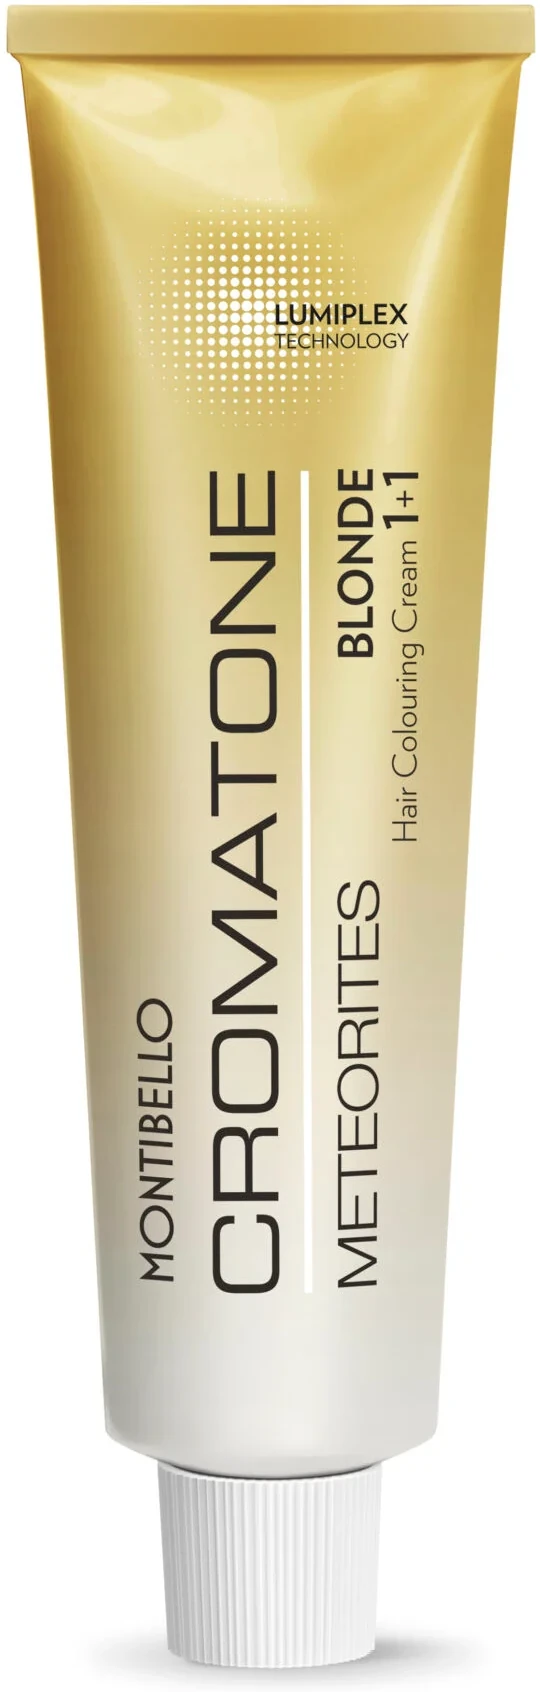 LUMIPLEX
TECHNOLOGY
MONTIBELLO
CROMATONE
METEORITES BLONDE
Hair Colouring Cream 1+1